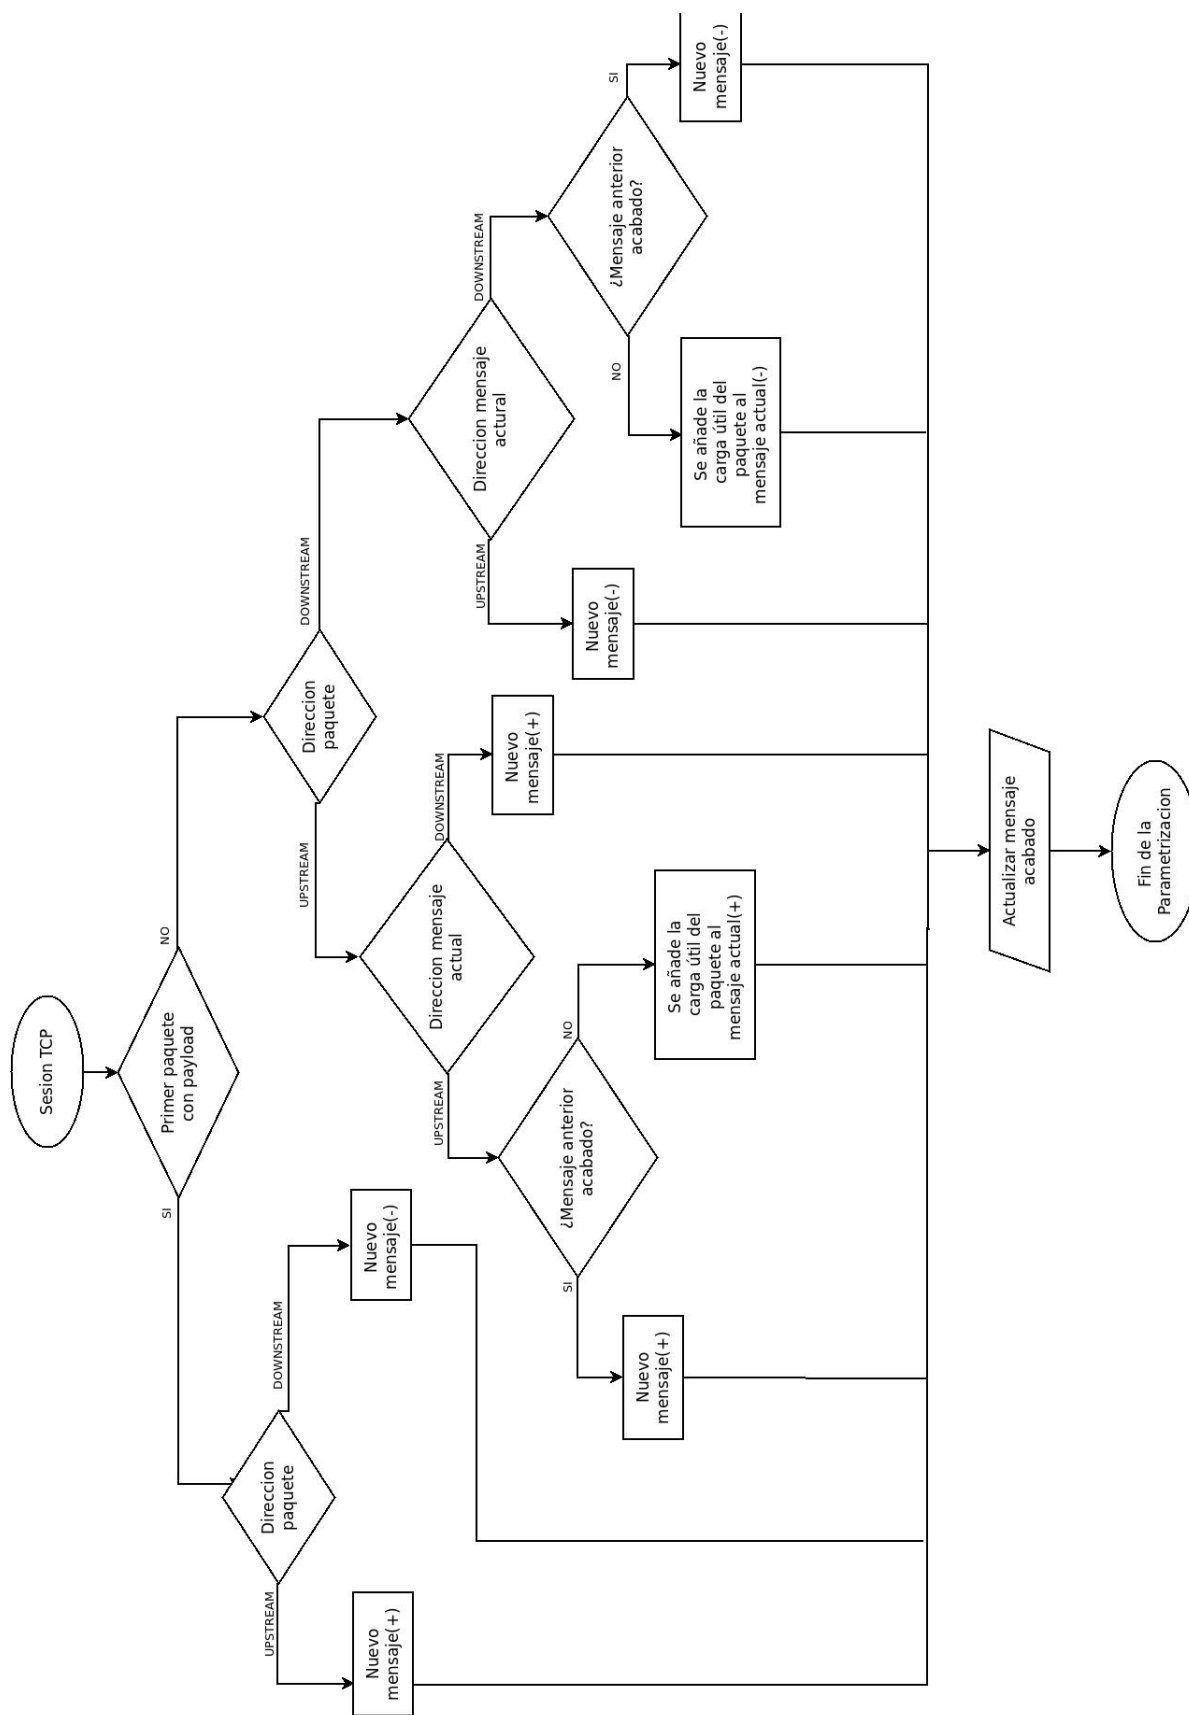 Sesion TCP
Primer paquete
con payload
SI
NO
Direccion
paquete
UPSTREAM
DOWNSTREAM
Nuevo
mensaje(+)
Nuevo
mensaje(-)
Direccion
paquete
UPSTREAM
DOWNSTREAM
Direccion mensaje
actual
UPSTREAM
DOWNSTREAM
¿Mensaje anterior
acabado?
SI
NO
Nuevo
mensaje(+)
Se añade la
carga útil del
paquete al
mensaje actual(+)
Nuevo
mensaje(+)
Direccion mensaje
actural
UPSTREAM
DOWNSTREAM
Nuevo
mensaje(-)
¿Mensaje anterior
acabado?
NO
SI
Se añade la
carga útil del
paquete al
mensaje actual(-)
Nuevo
mensaje(-)
Actualizar mensaje
acabado
Fin de la
Parametrizacion